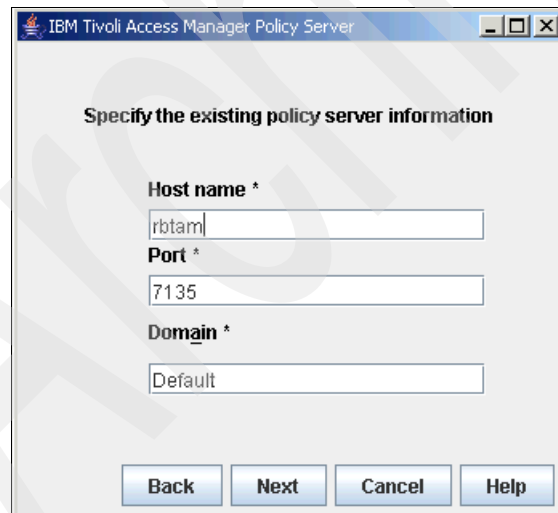 IBM Tivoli Access Manager Policy Server
Specify the existing policy server information
Host name *
rbtam
Port *
7135
Domain *
Default
Back Next Cancel Help